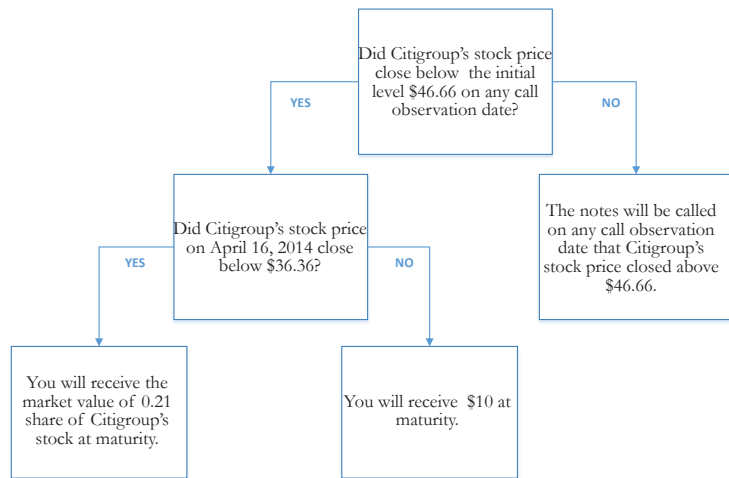 Did Citigroup's stock price
close below the initial
level $46.66 on any call
observation date?
YES
NO
Did Citigroup's stock price
on April 16, 2014 close
below $36.36?
The notes will be called
on any call observation
date that Citigroup's
stock price closed above
$46.66.
YES
NO
You will receive the
market value of 0.21
share of Citigroup's
stock at maturity.
You will receive $10 at
maturity.